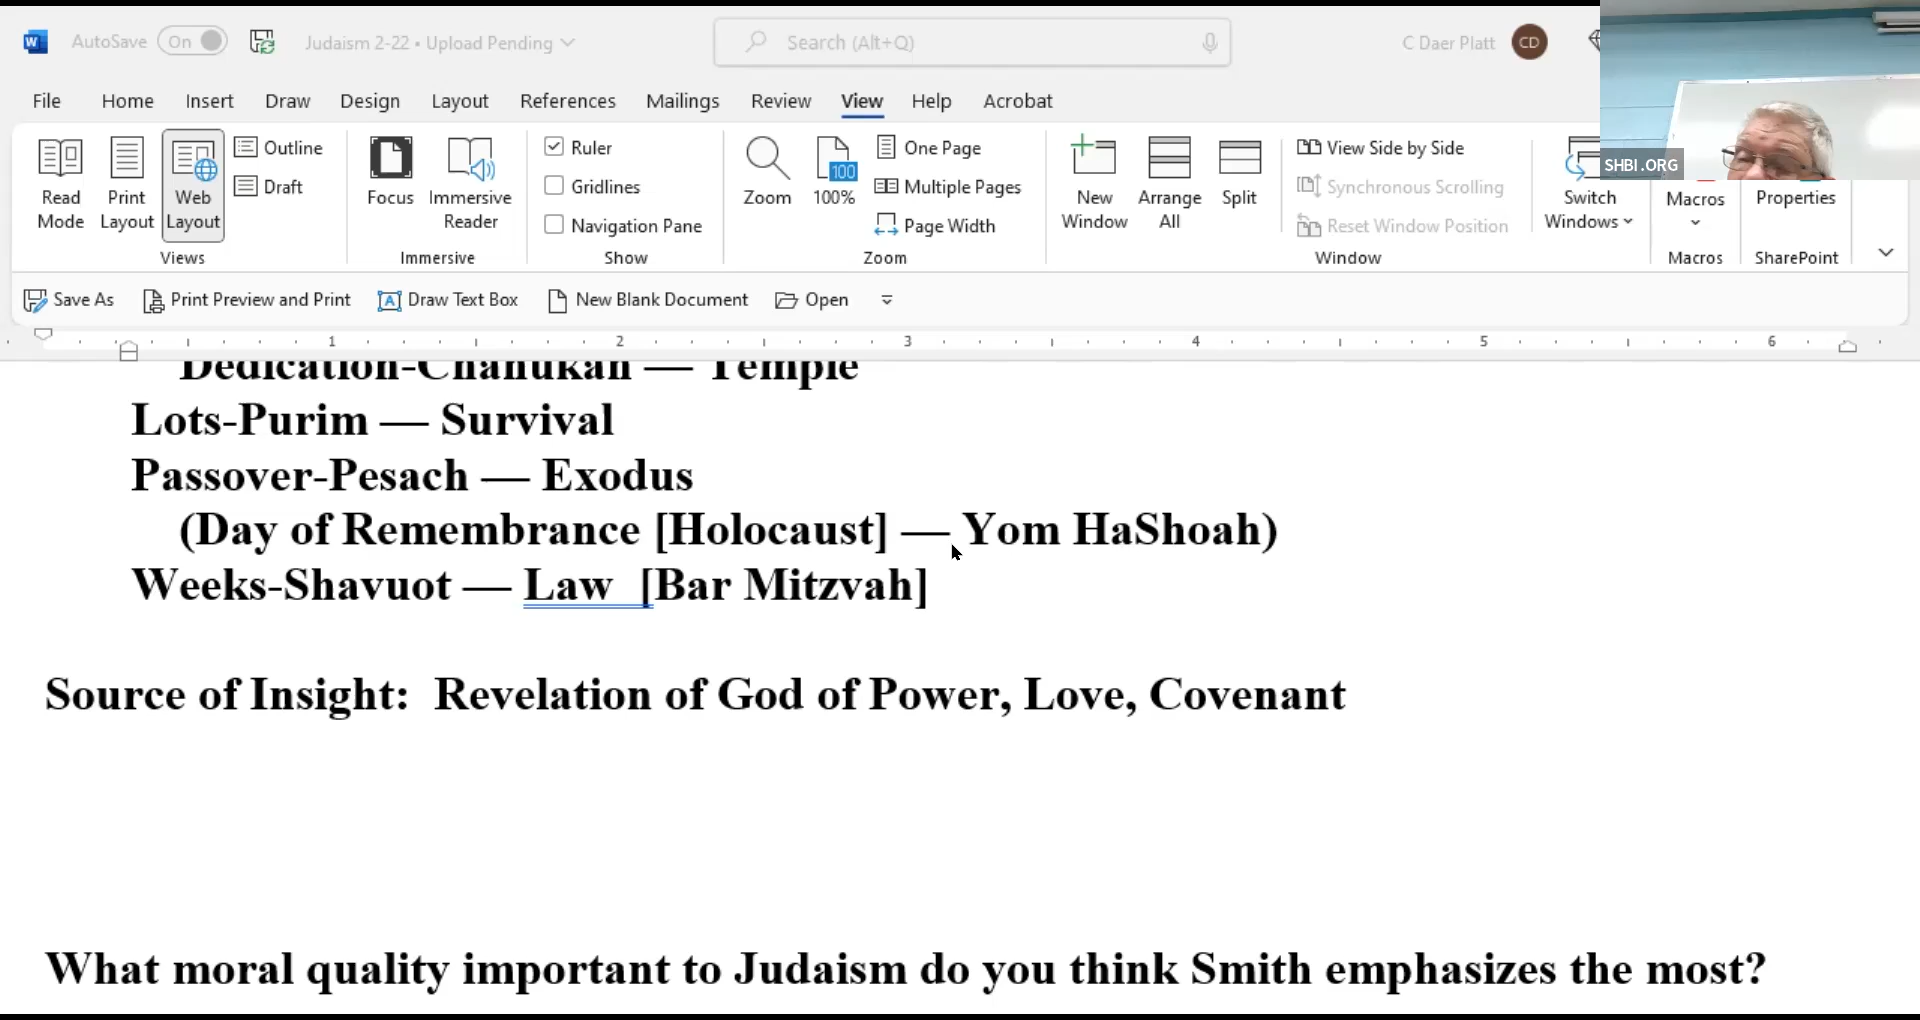 AutoSave On Judaism 2-22 • Upload Pending Search (Alt+Q) C Daer Platt CD
File Home Insert Draw Design Layout References Mailings Review View Help Acrobat
SHBI.ORG
Read Mode Print Layout Web Layout Outline Draft
Views
Focus Immersive Reader
Immersive
Ruler
Gridlines
Navigation Pane
Show
Zoom 100 100% One Page
Multiple Pages
Page Width
Zoom
New Window Arrange All Split View Side by Side
Synchronous Scrolling
Reset Window Position
Switch Windows
Window
Macros
Macros
Properties
SharePoint
Save As Print Preview and Print Draw Text Box New Blank Document Open
1 2 3 4 5 6
Dedication-Chanukah — Temple
Lots-Purim — Survival
Passover-Pesach — Exodus
(Day of Remembrance [Holocaust] — Yom HaShoah)
Weeks-Shavuot — Law [Bar Mitzvah]
Source of Insight: Revelation of God of Power, Love, Covenant
What moral quality important to Judaism do you think Smith emphasizes the most?